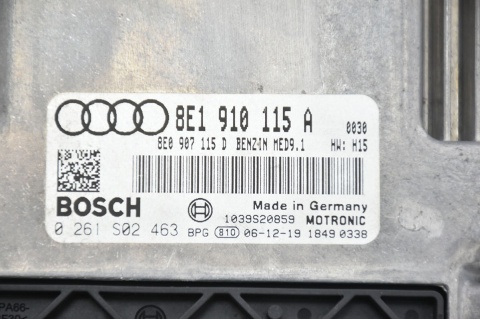 8E1 910 115 A 0030
8E0 907 115 D BENZIN MED9.1 HW: H15
BOSCH
Made in Germany
1039S20859 MOTRONIC
0 261 S02 463 BPG 810 06-12-19 1849 0338
PA66-